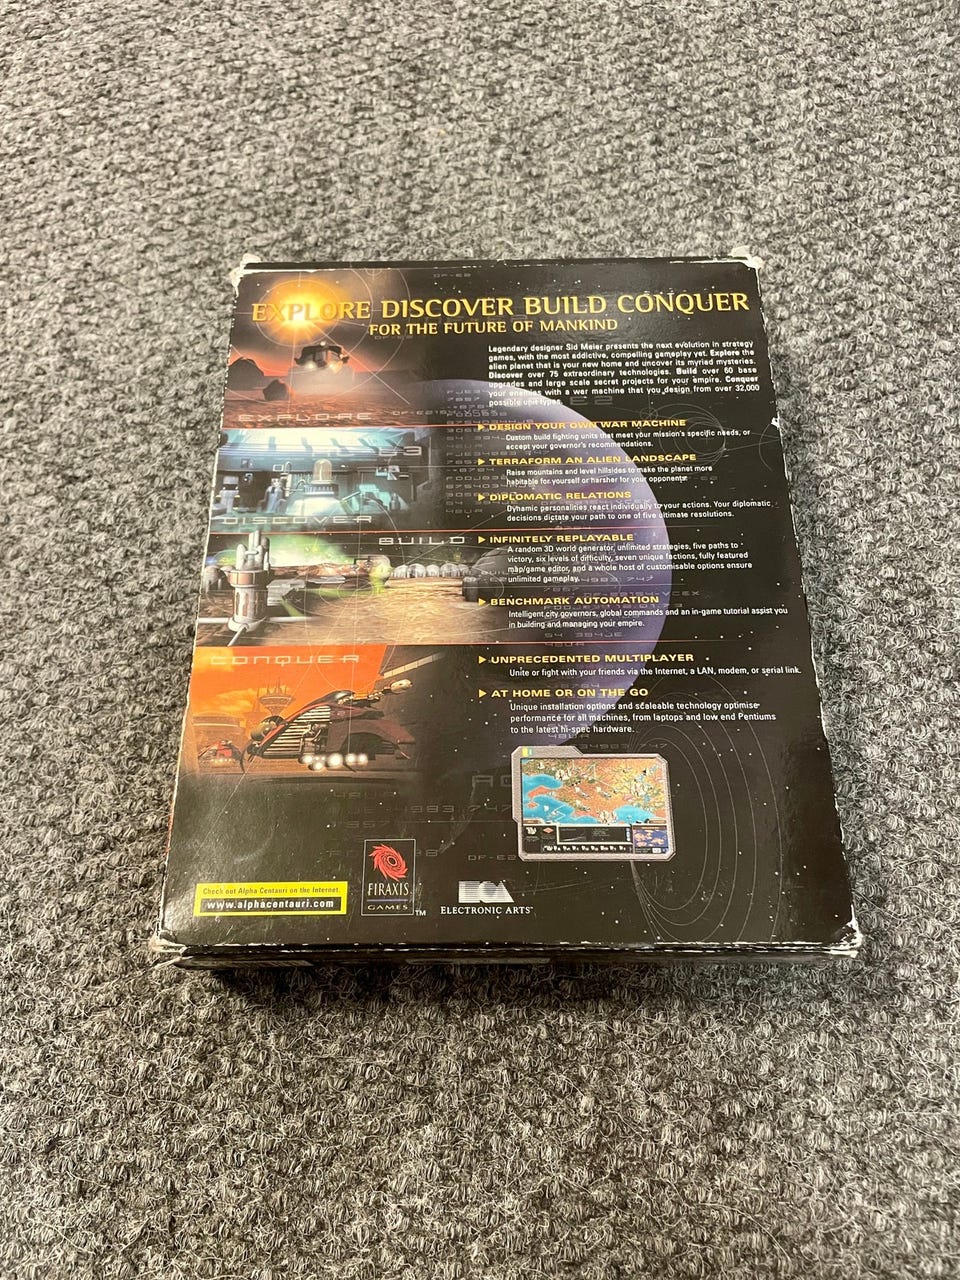 EXPLORE DISCOVER BUILD CONQUER
FOR THE FUTURE OF MANKIND
Legendary designer Sid Meier presents the next evolution in strategy
games, with the most addictive, compelling gameplay yet. Explore the
alien planet that is your new home and uncover its myriad mysteries.
Discover over 75 extraordinary technologies. Build over 60 base
upgrades and large scale secret projects for your empire. Conquer
your enemies with a war machine that you design from over 32,000
possible unit types.
EXPLORE
DESIGN YOUR OWN WAR MACHINE
Custom build fighting units that meet your mission's specific needs, or
accept your governor's recommendations.
TERRAFORM AN ALIEN LANDSCAPE
Raise mountains and level hillsides to make the planet more
habitable for yourself or harsher for your opponents.
DISCOVER
DIPLOMATIC RELATIONS
Dynamic personalities react individually to your actions. Your diplomatic
decisions dictate your path to one of five ultimate resolutions.
BUILD
INFINITELY REPLAYABLE
A random 3D world generator, unlimited strategies, five paths to
victory, six levels of difficulty, seven unique factions, fully featured
map/game editor, and a whole host of customisable options ensure
unlimited gameplay.
BENCHMARK AUTOMATION
Intelligent city governors, global commands and an in-game tutorial assist you
in building and managing your empire.
CONQUER
UNPRECEDENTED MULTIPLAYER
Unite or fight with your friends via the Internet, a LAN, modem, or serial link.
AT HOME OR ON THE GO
Unique installation options and scaleable technology optimise
performance for all machines, from laptops and low end Pentiums
to the latest hi-spec hardware.
DF-E2
Check out Alpha Centauri on the Internet.
www.alphacentauri.com
FIRAXIS
GAMES TM
ELECTRONIC ARTS™